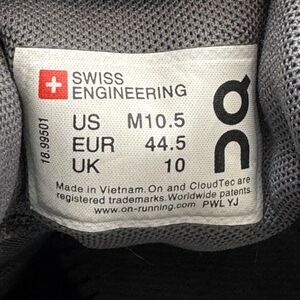 SWISS
ENGINEERING
US M10.5
EUR 44.5
UK 10
18.99501
Made in Vietnam. On and CloudTec are
registered trademarks. Worldwide patents.
www.on-running.com PWL YJ